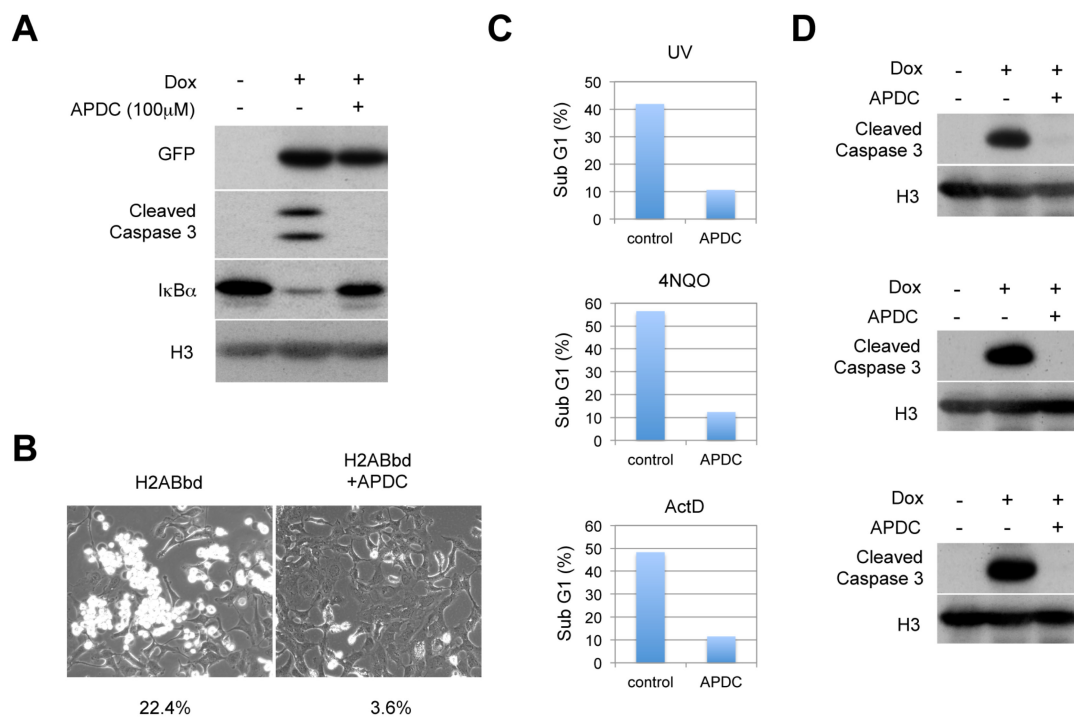 A
Dox - + +
APDC (100μM) - - +
GFP
Cleaved
Caspase 3
IκBα
H3
B
H2ABbd
H2ABbd
+APDC
22.4%
3.6%
C
UV
Sub G1 (%)
50
40
30
20
10
0
control APDC
4NQO
Sub G1 (%)
60
50
40
30
20
10
0
control APDC
ActD
Sub G1 (%)
60
50
40
30
20
10
0
control APDC
D
Dox - + +
APDC - - +
Cleaved
Caspase 3
H3
Dox - + +
APDC - - +
Cleaved
Caspase 3
H3
Dox - + +
APDC - - +
Cleaved
Caspase 3
H3